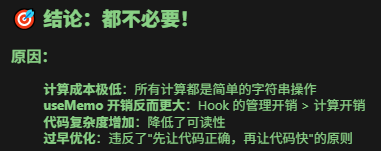 🎯 结论：都不必要！
原因：
计算成本极低：所有计算都是简单的字符串操作
useMemo 开销反而更大：Hook 的管理开销 > 计算开销
代码复杂度增加：降低了可读性
过早优化：违反了"先让代码正确，再让代码快"的原则